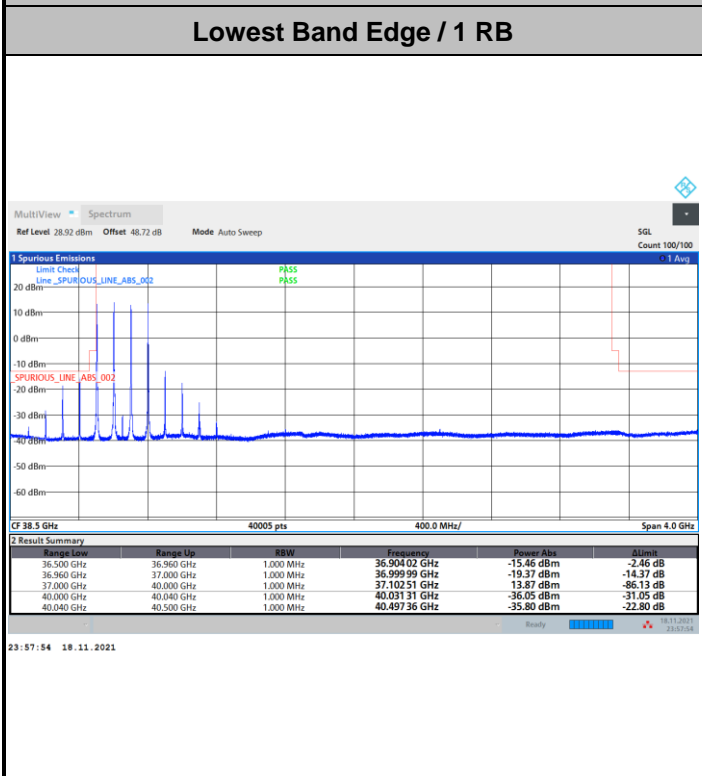 Lowest Band Edge / 1 RB
MultiView Spectrum
Ref Level 28.92 dBm Offset 48.72 dB Mode Auto Sweep SGL
Count 100/100
1 Spurious Emissions 1 Avg
Limit Check PASS
Line _SPURIOUS_LINE_ABS_002 PASS
20 dBm
10 dBm
0 dBm
-10 dBm
_SPURIOUS_LINE_ABS_002
-20 dBm
-30 dBm
-40 dBm
-50 dBm
-60 dBm
CF 38.5 GHz 40005 pts 400.0 MHz/ Span 4.0 GHz
2 Result Summary
Range Low Range Up RBW Frequency Power Abs ΔLimit
36.500 GHz 36.960 GHz 1.000 MHz 36.904 02 GHz -15.46 dBm -2.46 dB
36.960 GHz 37.000 GHz 1.000 MHz 36.999 99 GHz -19.37 dBm -14.37 dB
37.000 GHz 40.000 GHz 1.000 MHz 37.102 51 GHz 13.87 dBm -86.13 dB
40.000 GHz 40.040 GHz 1.000 MHz 40.031 31 GHz -36.05 dBm -31.05 dB
40.040 GHz 40.500 GHz 1.000 MHz 40.497 36 GHz -35.80 dBm -22.80 dB
Ready 18.11.2021
23:57:54
23:57:54 18.11.2021